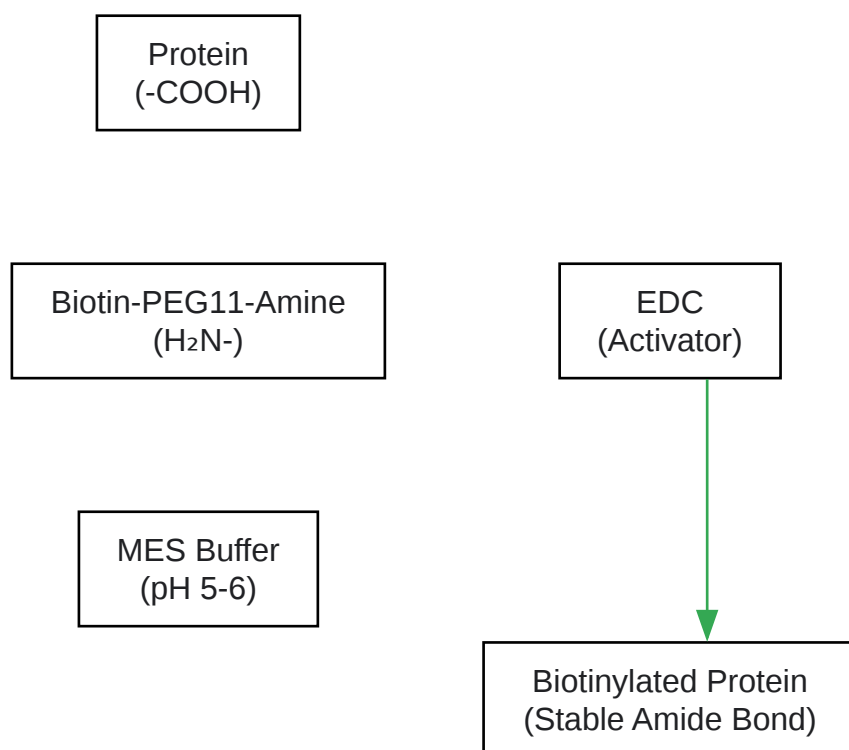 Protein
(-COOH)
Biotin-PEG11-Amine
(H₂N-)
EDC
(Activator)
MES Buffer
(pH 5-6)
Biotinylated Protein
(Stable Amide Bond)